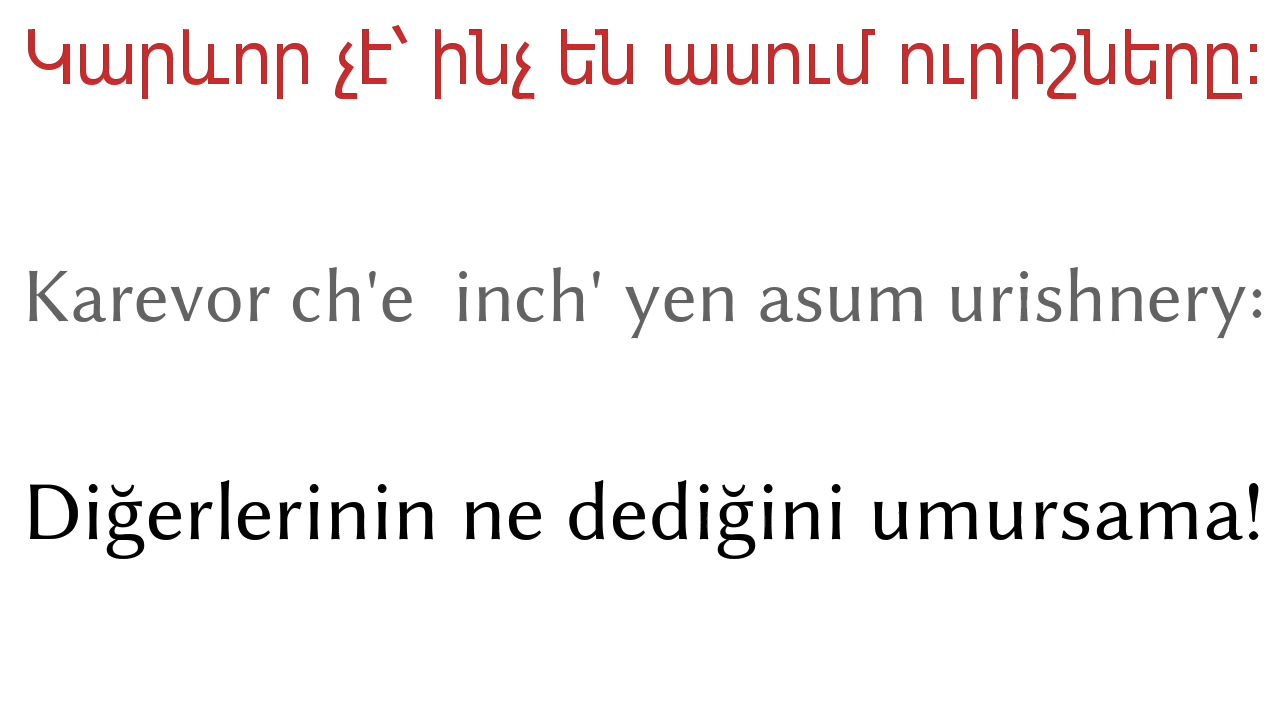 Կարևոր չէ՝ ինչ են ասում ուրիշները:
Karevor ch'e  inch' yen asum urishnery:
Diğerlerinin ne dediğini umursama!